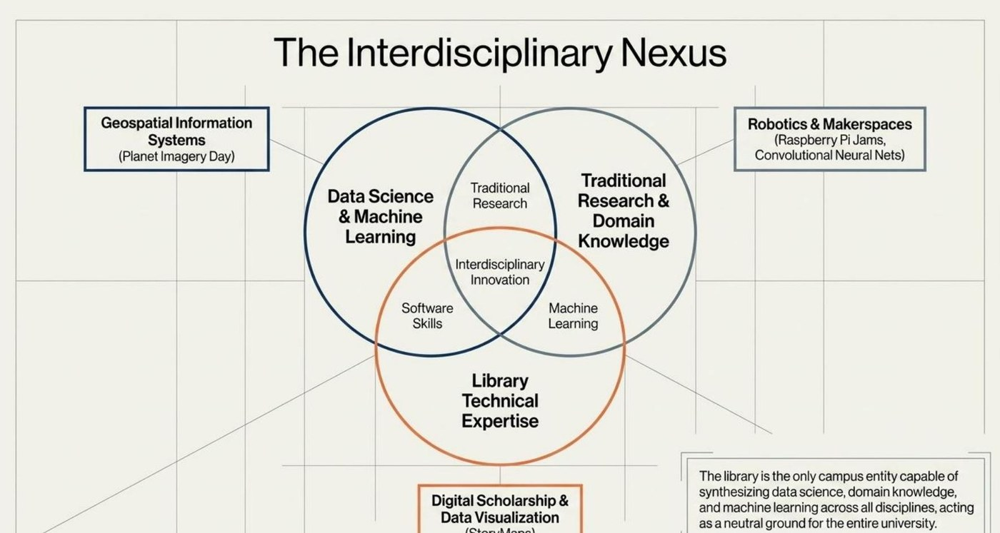 The Interdisciplinary Nexus
Geospatial Information
Systems
(Planet Imagery Day)
Robotics & Makerspaces
(Raspberry Pi Jams,
Convolutional Neural Nets)
Data Science
& Machine
Learning
Traditional
Research
Traditional
Research &
Domain
Knowledge
Interdisciplinary
Innovation
Software
Skills
Machine
Learning
Library
Technical
Expertise
Digital Scholarship &
Data Visualization
(StoryMaps)
The library is the only campus entity capable of
synthesizing data science, domain knowledge,
and machine learning across all disciplines, acting
as a neutral ground for the entire university.